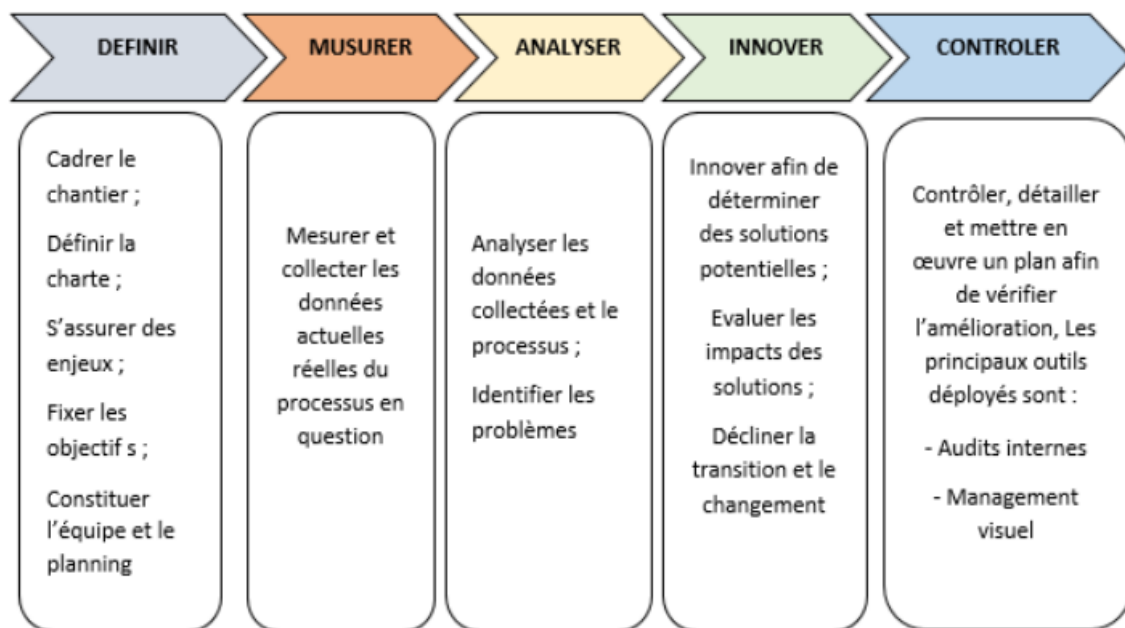 DEFINIR
MUSURER
ANALYSER
INNOVER
CONTROLER
Cadrer le
chantier ;
Définir la
charte ;
S'assurer des
enjeux ;
Fixer les
objectif s ;
Constituer
l'équipe et le
planning
Mesurer et
collecter les
données
actuelles
réelles du
processus en
question
Analyser les
données
collectées et le
processus ;
Identifier les
problèmes
Innover afin de
déterminer
des solutions
potentielles ;
Evaluer les
impacts des
solutions ;
Décliner la
transition et le
changement
Contrôler, détailler
et mettre en
œuvre un plan afin
de vérifier
l'amélioration, Les
principaux outils
déployés sont :
- Audits internes
- Management
visuel